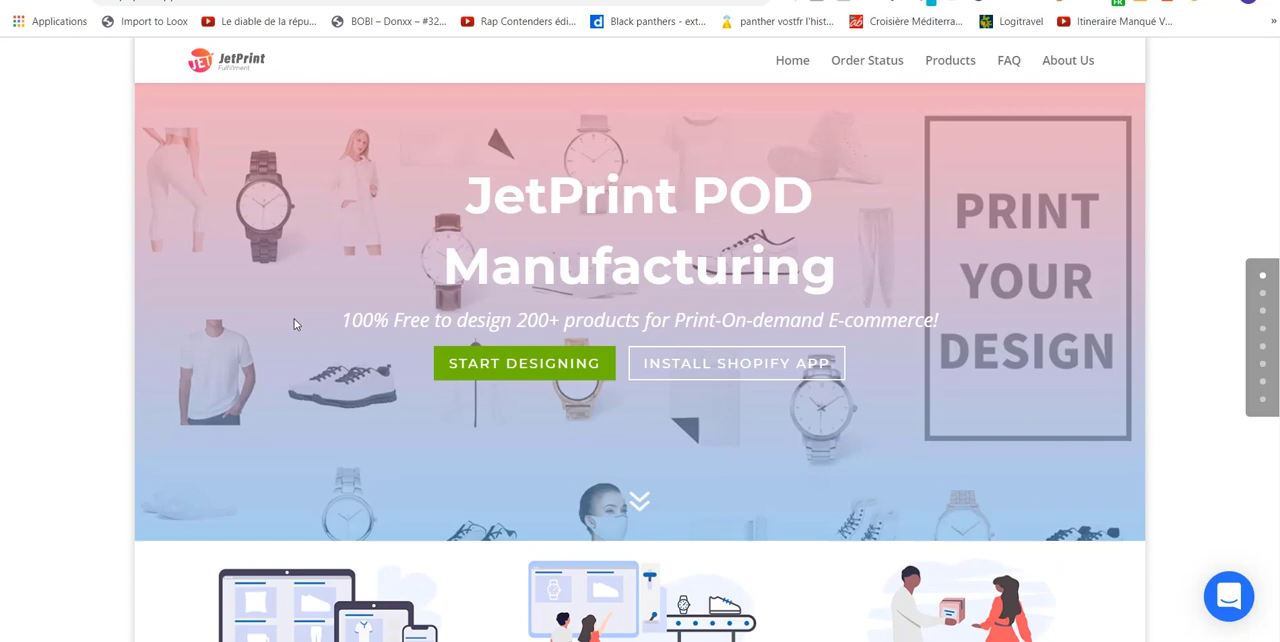 Applications
Import to Loox
Le diable de la répu...
BOBI – Donxx – #32...
Rap Contenders édi...
Black panthers - ext...
panther vostfr l'hist...
Croisière Méditerra...
Logitravel
Itineraire Manqué V...
»
JET JetPrint
Fulfillment
Home Order Status Products FAQ About Us
JetPrint POD
Manufacturing
100% Free to design 200+ products for Print-On-demand E-commerce!
START DESIGNING
INSTALL SHOPIFY APP
PRINT
YOUR
DESIGN